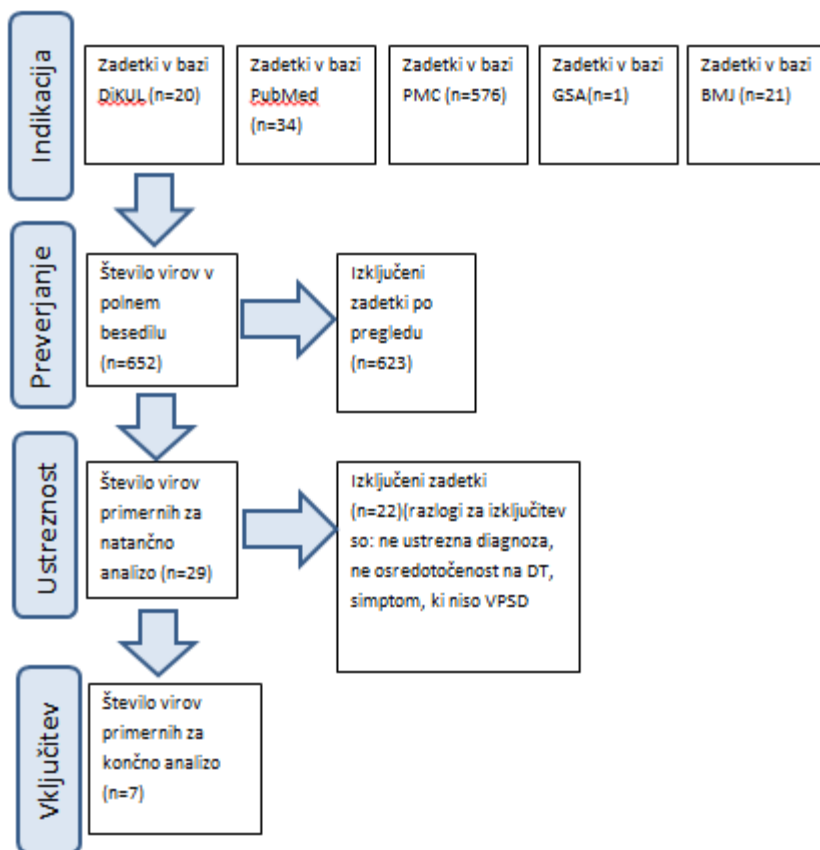 Indikacija
Zadetki v bazi
DiKUL (n=20)
Zadetki v bazi
PubMed
(n=34)
Zadetki v bazi
PMC (n=576)
Zadetki v bazi
GSA(n=1)
Zadetki v bazi
BMJ (n=21)
Preverjanje
Število virov v
polnem
besedilu
(n=652)
Izključeni
zadetki po
pregledu
(n=623)
Ustreznost
Število virov
primernih za
natančno
analizo (n=29)
Izključeni zadetki
(n=22)(razlogi za izključitev
so: ne ustrezna diagnoza,
ne osredotočenost na DT,
simptom, ki niso VPSD
Vključitev
Število virov
primernih za
končno analizo
(n=7)